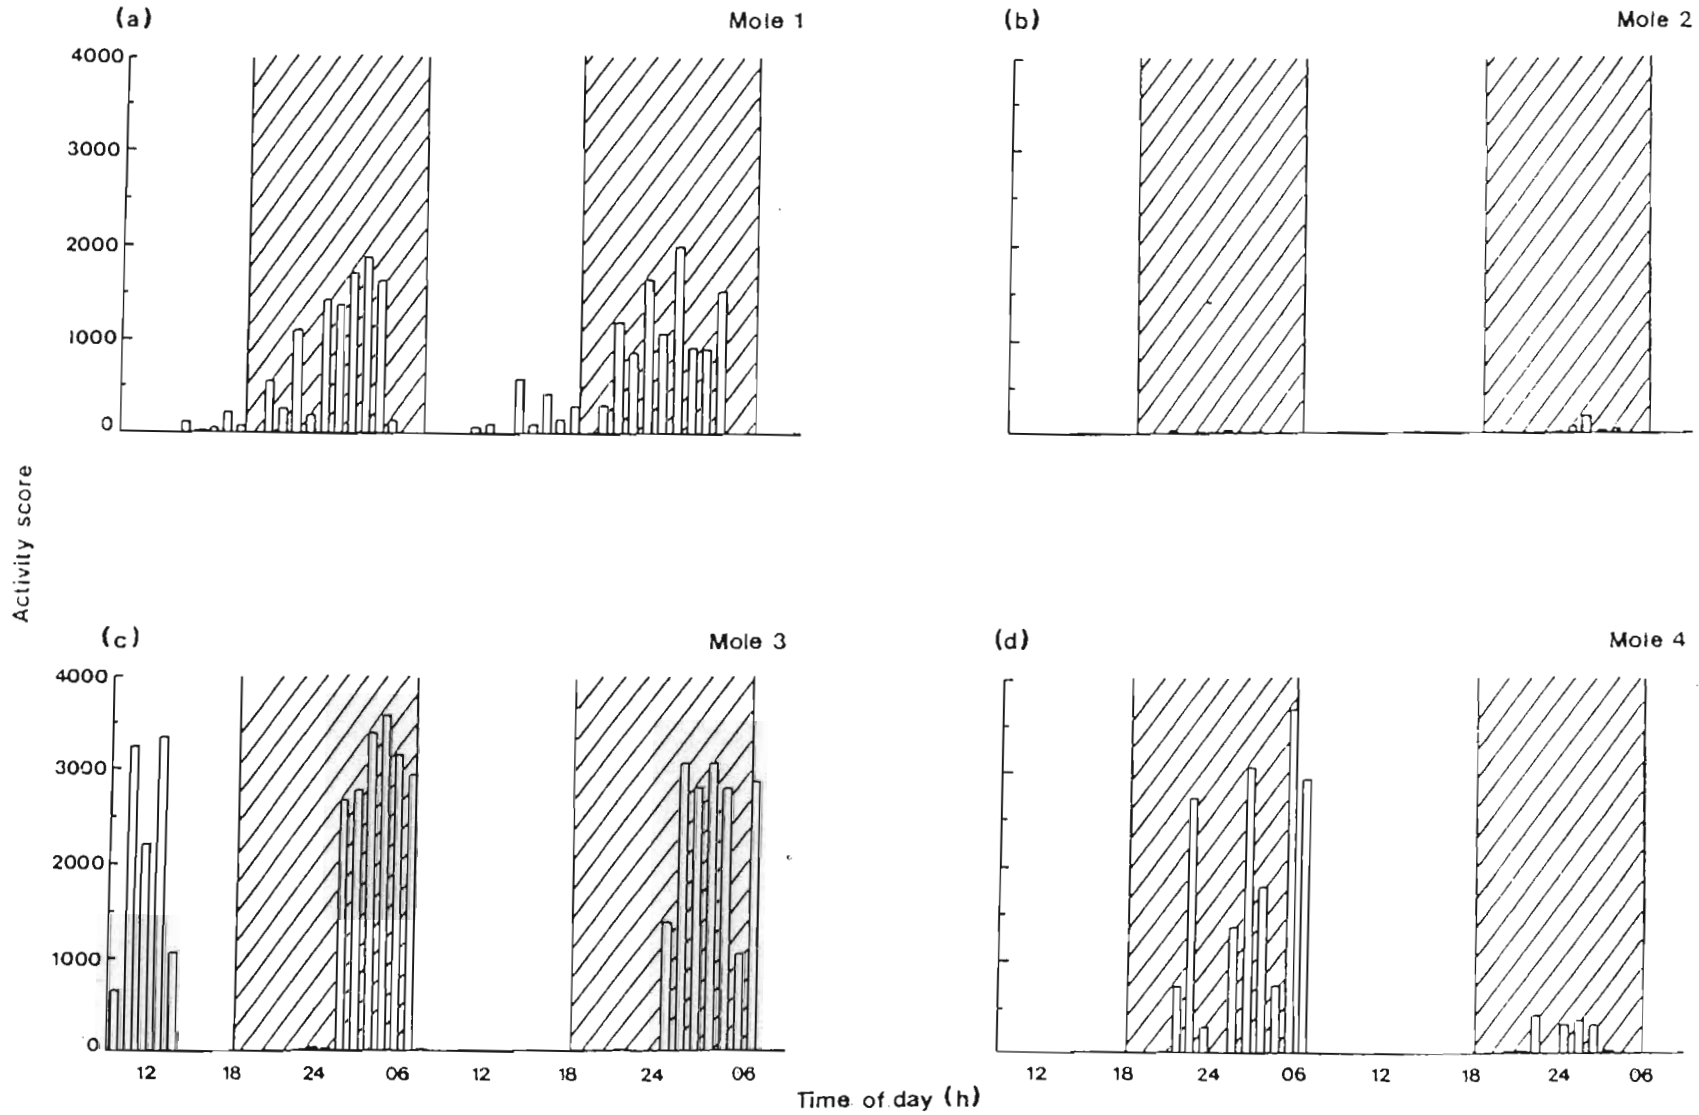 (a) Mole 1
(b) Mole 2
4000
3000
2000
1000
0
Activity score
(c) Mole 3
(d) Mole 4
4000
3000
2000
1000
0
12 18 24 06 12 18 24 06
12 18 24 06 12 18 24 06
Time of day (h)